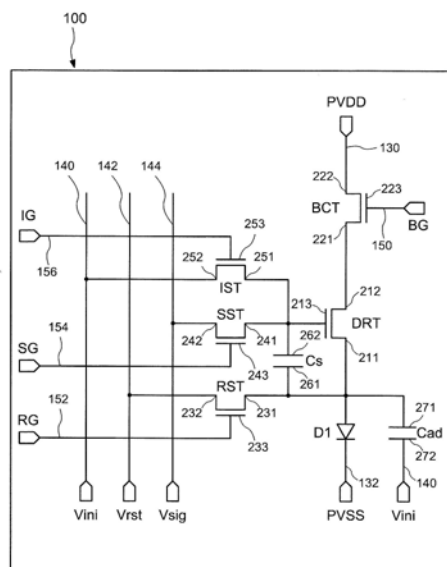 100
PVDD
130
140 142 144
222
223
BCT
IG
253
221
150
BG
156
252
251
IST
213
212
154
SST
262
DRT
242
241
211
SG
243
Cs
152
RST
261
232
231
271
RG
233
D1
Cad
272
132
140
Vini Vrst Vsig
PVSS
Vini